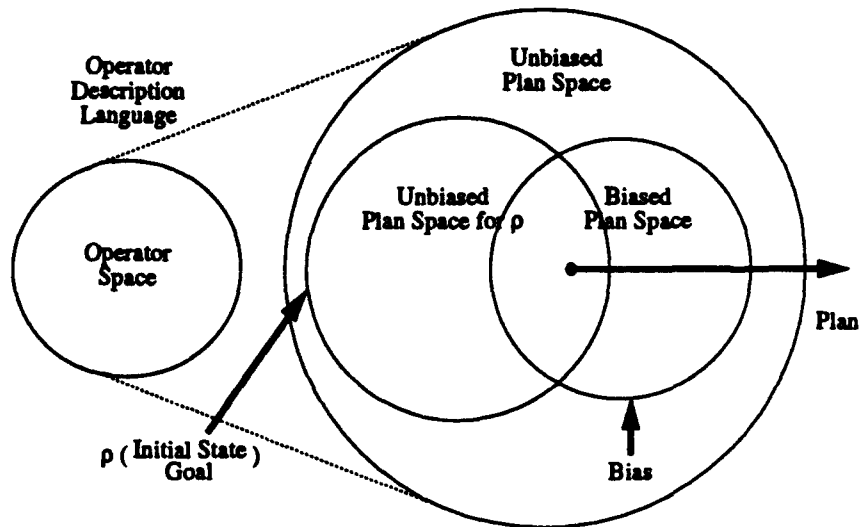 Operator
Description
Language
Unbiased
Plan Space
Unbiased
Plan Space for ρ
Biased
Plan Space
Operator
Space
Plan
ρ ( Initial State )
Goal
Bias